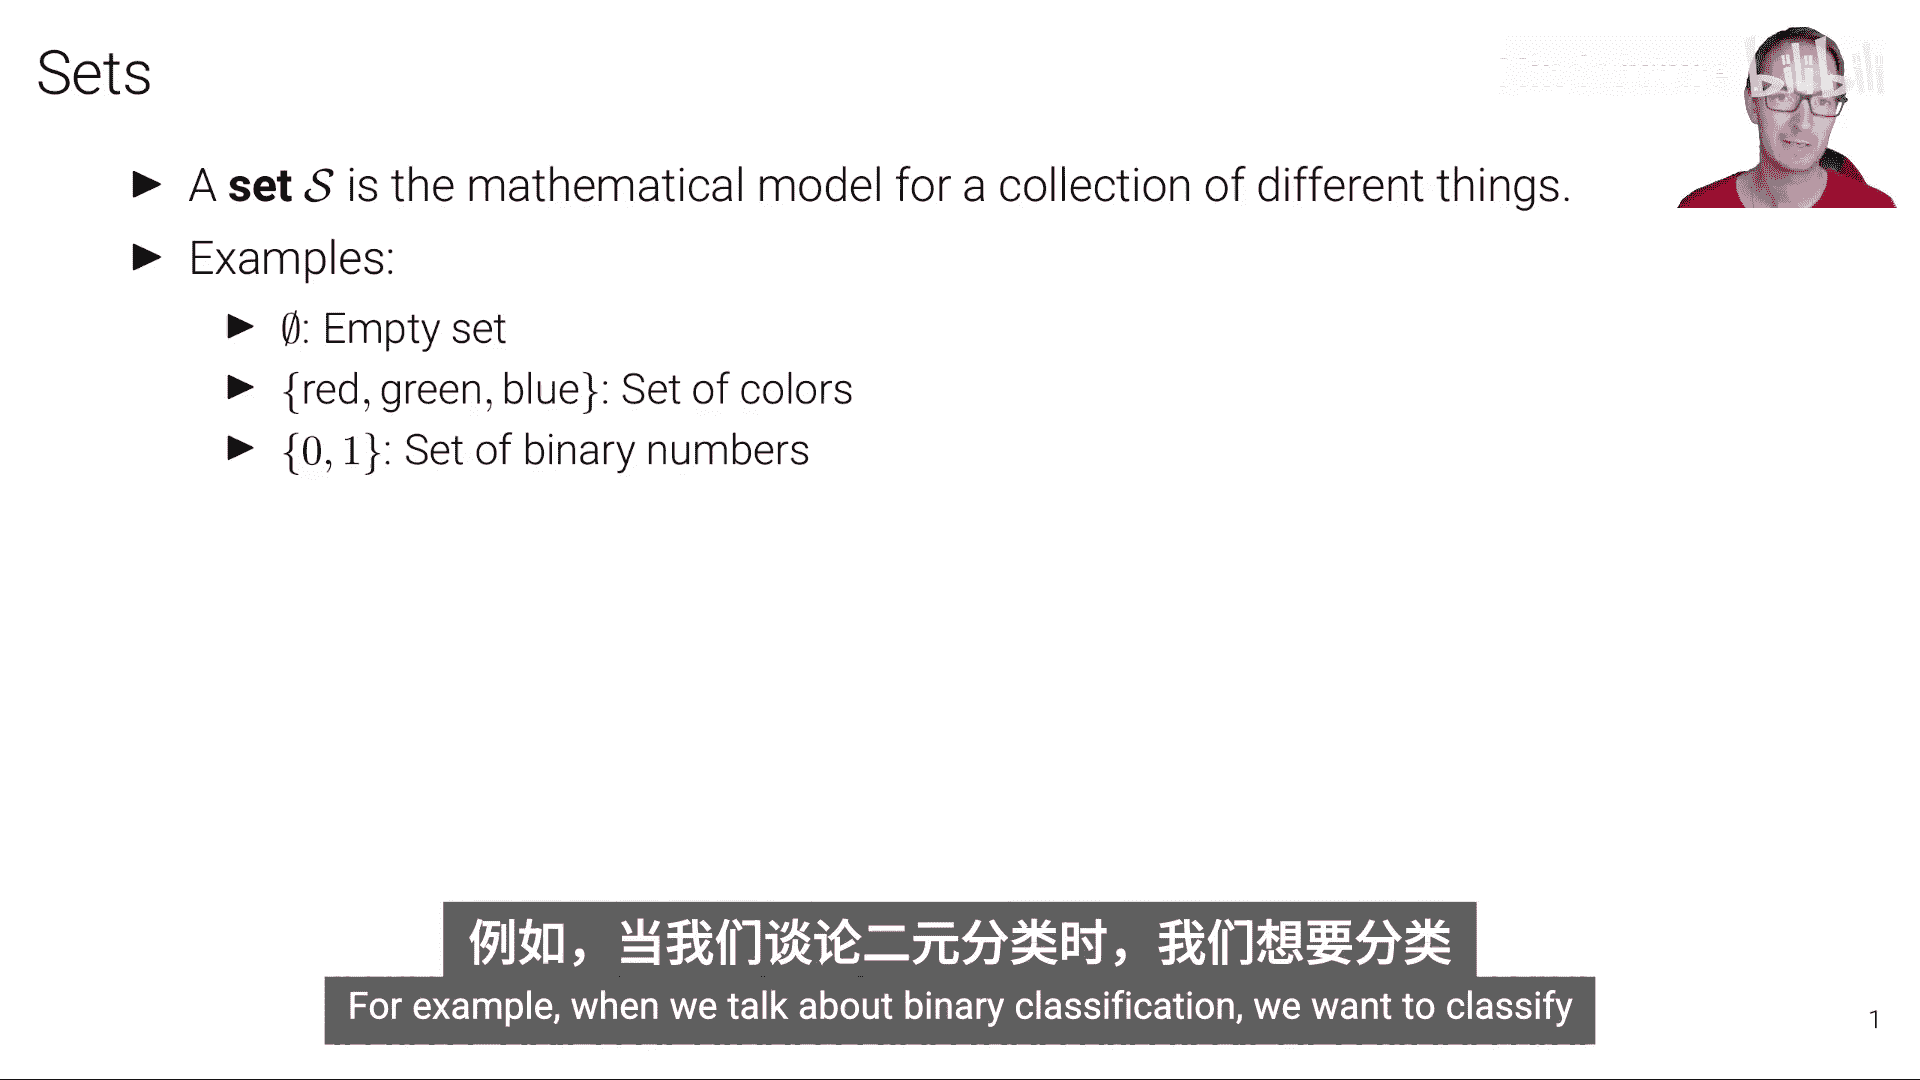 Sets
bilibili
▶ A set 𝒮 is the mathematical model for a collection of different things.
▶ Examples:
▶ ∅: Empty set
▶ {red, green, blue}: Set of colors
▶ {0, 1}: Set of binary numbers
例如，当我们谈论二元分类时，我们想要分类
For example, when we talk about binary classification, we want to classify
1